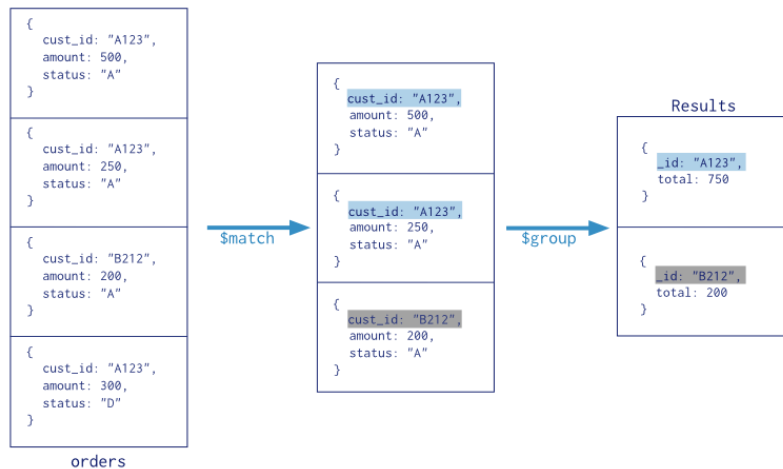 {
cust_id: "A123",
amount: 500,
status: "A"
}
{
cust_id: "A123",
amount: 250,
status: "A"
}
{
cust_id: "B212",
amount: 200,
status: "A"
}
{
cust_id: "A123",
amount: 300,
status: "D"
}
orders
$match
{
cust_id: "A123",
amount: 500,
status: "A"
}
{
cust_id: "A123",
amount: 250,
status: "A"
}
{
cust_id: "B212",
amount: 200,
status: "A"
}
$group
Results
{
_id: "A123",
total: 750
}
{
_id: "B212",
total: 200
}